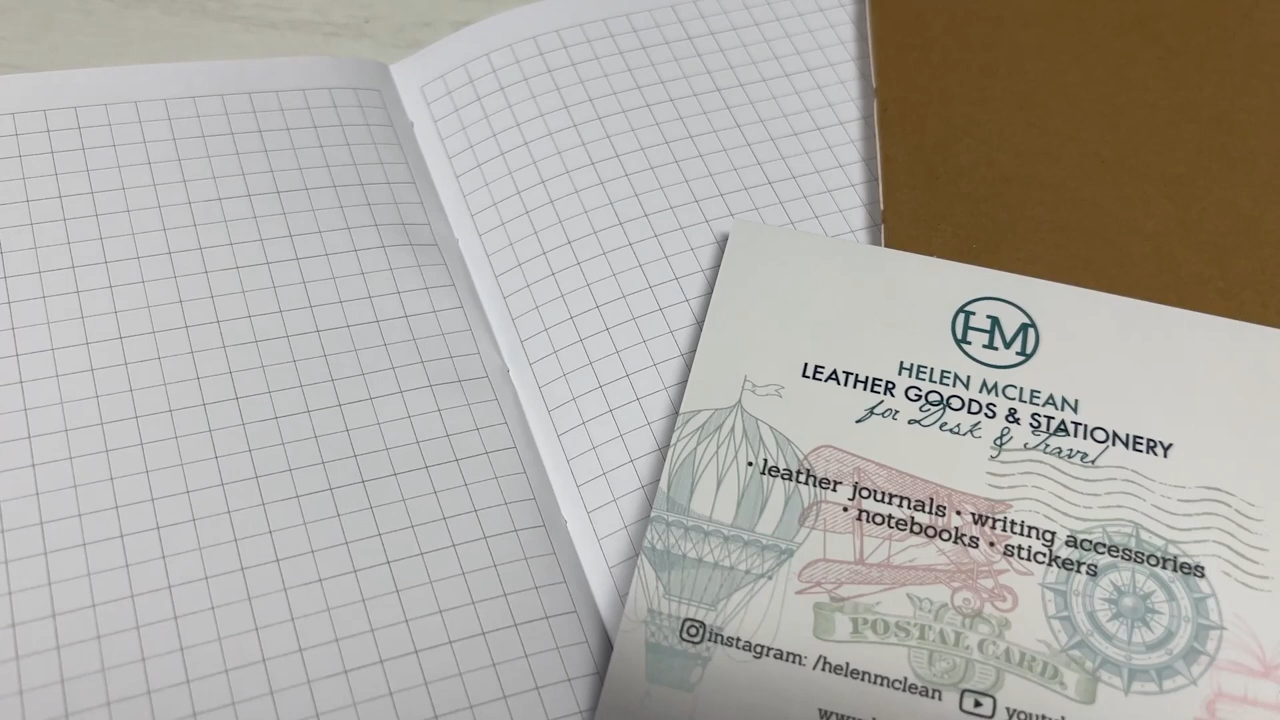 HM
HELEN MCLEAN
LEATHER GOODS & STATIONERY
for Desk & Travel
• leather journals • writing accessories
• notebooks • stickers
POSTAL CARD.
instagram: /helenmclean